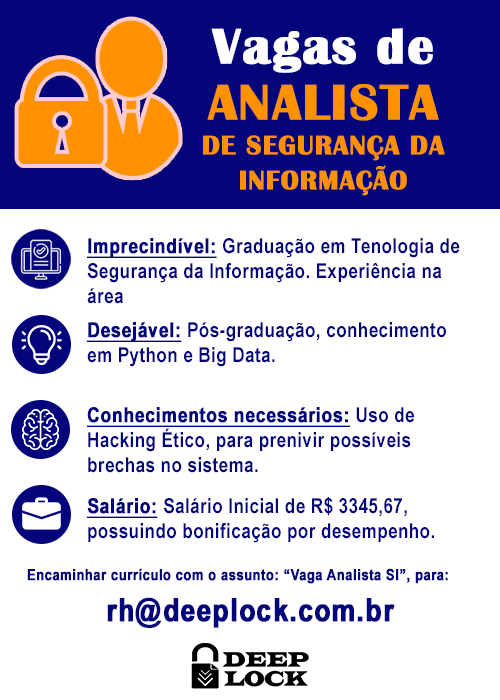 Vagas de
ANALISTA
DE SEGURANÇA DA
INFORMAÇÃO
Imprecindível: Graduação em Tenologia de
Segurança da Informação. Experiência na
área
Desejável: Pós-graduação, conhecimento
em Python e Big Data.
Conhecimentos necessários: Uso de
Hacking Ético, para prenivir possíveis
brechas no sistema.
Salário: Salário Inicial de R$ 3345,67,
possuindo bonificação por desempenho.
Encaminhar currículo com o assunto: “Vaga Analista SI”, para:
rh@deeplock.com.br
DEEP
LOCK